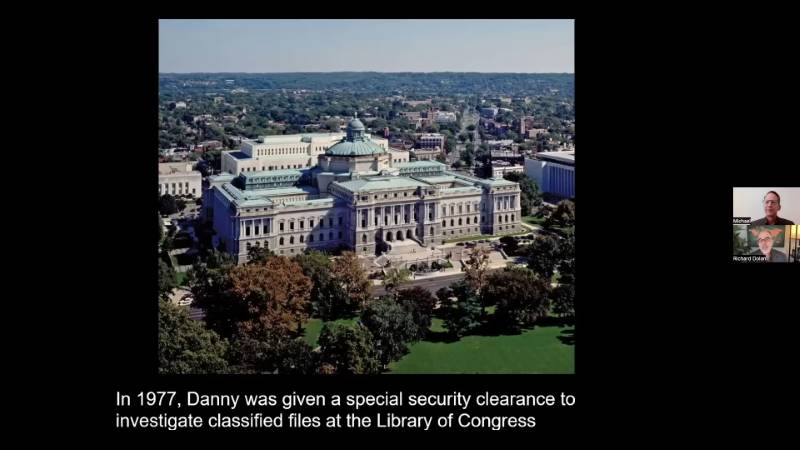 Michael
Richard Dolan
In 1977, Danny was given a special security clearance to
investigate classified files at the Library of Congress